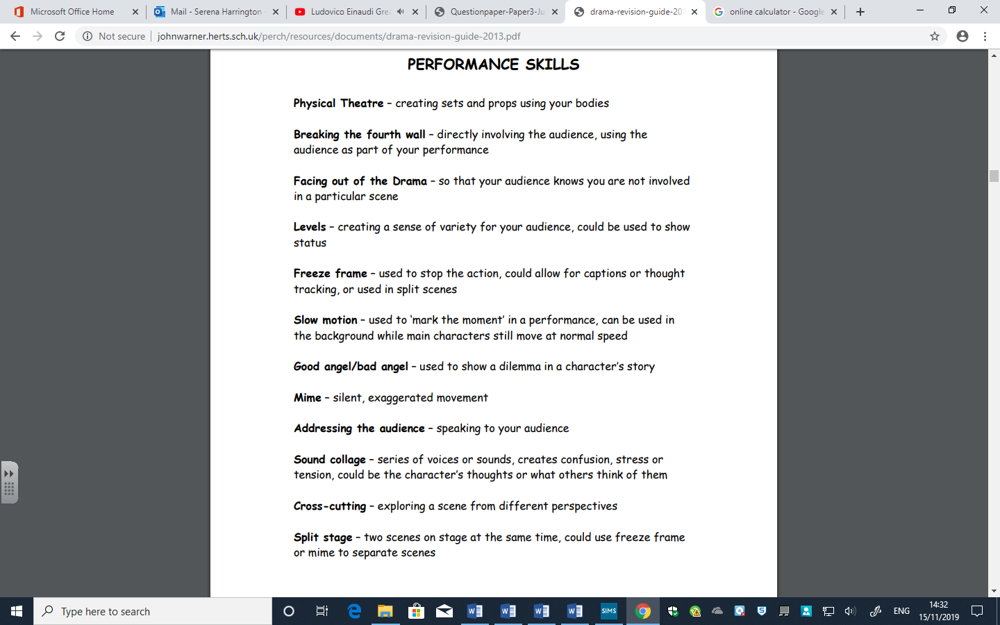 Microsoft Office Home
Mail - Serena Harrington
Ludovico Einaudi Gre
Questionpaper-Paper3-Ju
drama-revision-guide-201
online calculator - Google
Not secure
johnwarner.herts.sch.uk/perch/resources/documents/drama-revision-guide-2013.pdf
PERFORMANCE SKILLS
Physical Theatre – creating sets and props using your bodies
Breaking the fourth wall – directly involving the audience, using the
audience as part of your performance
Facing out of the Drama – so that your audience knows you are not involved
in a particular scene
Levels – creating a sense of variety for your audience, could be used to show
status
Freeze frame – used to stop the action, could allow for captions or thought
tracking, or used in split scenes
Slow motion – used to ‘mark the moment’ in a performance, can be used in
the background while main characters still move at normal speed
Good angel/bad angel – used to show a dilemma in a character’s story
Mime – silent, exaggerated movement
Addressing the audience – speaking to your audience
Sound collage – series of voices or sounds, creates confusion, stress or
tension, could be the character’s thoughts or what others think of them
Cross-cutting – exploring a scene from different perspectives
Split stage – two scenes on stage at the same time, could use freeze frame
or mime to separate scenes
Type here to search
SIMS
ENG
14:32
15/11/2019